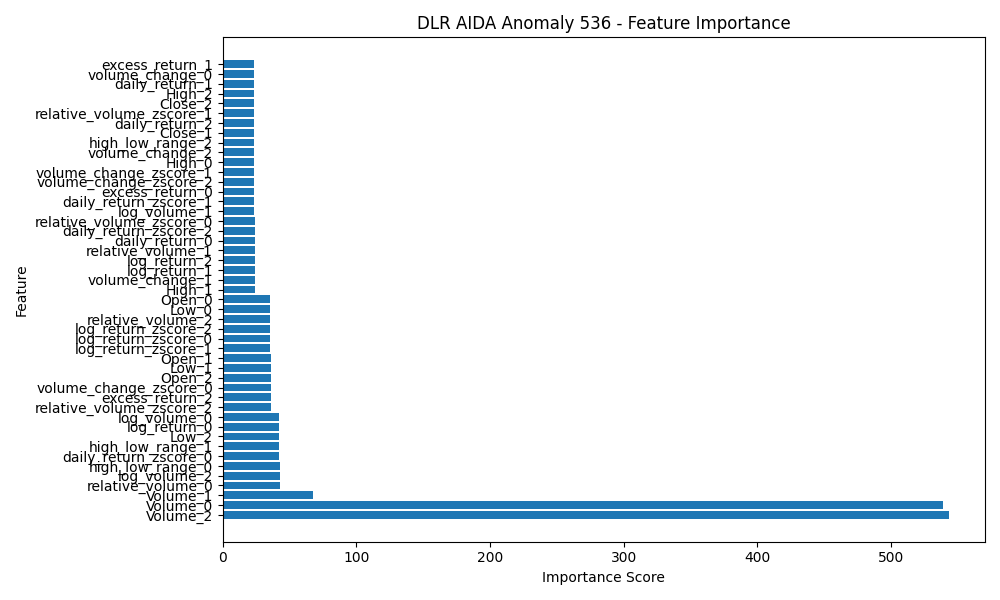 DLR AIDA Anomaly 536 - Feature Importance
excess_return_1
volume_change_0
daily_return_1
High_2
Close_2
relative_volume_zscore_1
daily_return_2
Close_1
high_low_range_2
volume_change_2
High_0
volume_change_zscore_1
volume_change_zscore_2
excess_return_0
daily_return_zscore_1
log_volume_1
relative_volume_zscore_0
daily_return_zscore_2
daily_return_0
relative_volume_1
log_return_2
log_return_1
volume_change_1
High_1
Open_0
Low_0
relative_volume_2
log_return_zscore_2
log_return_zscore_0
log_return_zscore_1
Open_1
Low_1
Open_2
volume_change_zscore_0
excess_return_2
relative_volume_zscore_2
log_volume_0
log_return_0
Low_2
high_low_range_1
daily_return_zscore_0
high_low_range_0
log_volume_2
relative_volume_0
Volume_1
Volume_0
Volume_2
Feature
0 100 200 300 400 500
Importance Score